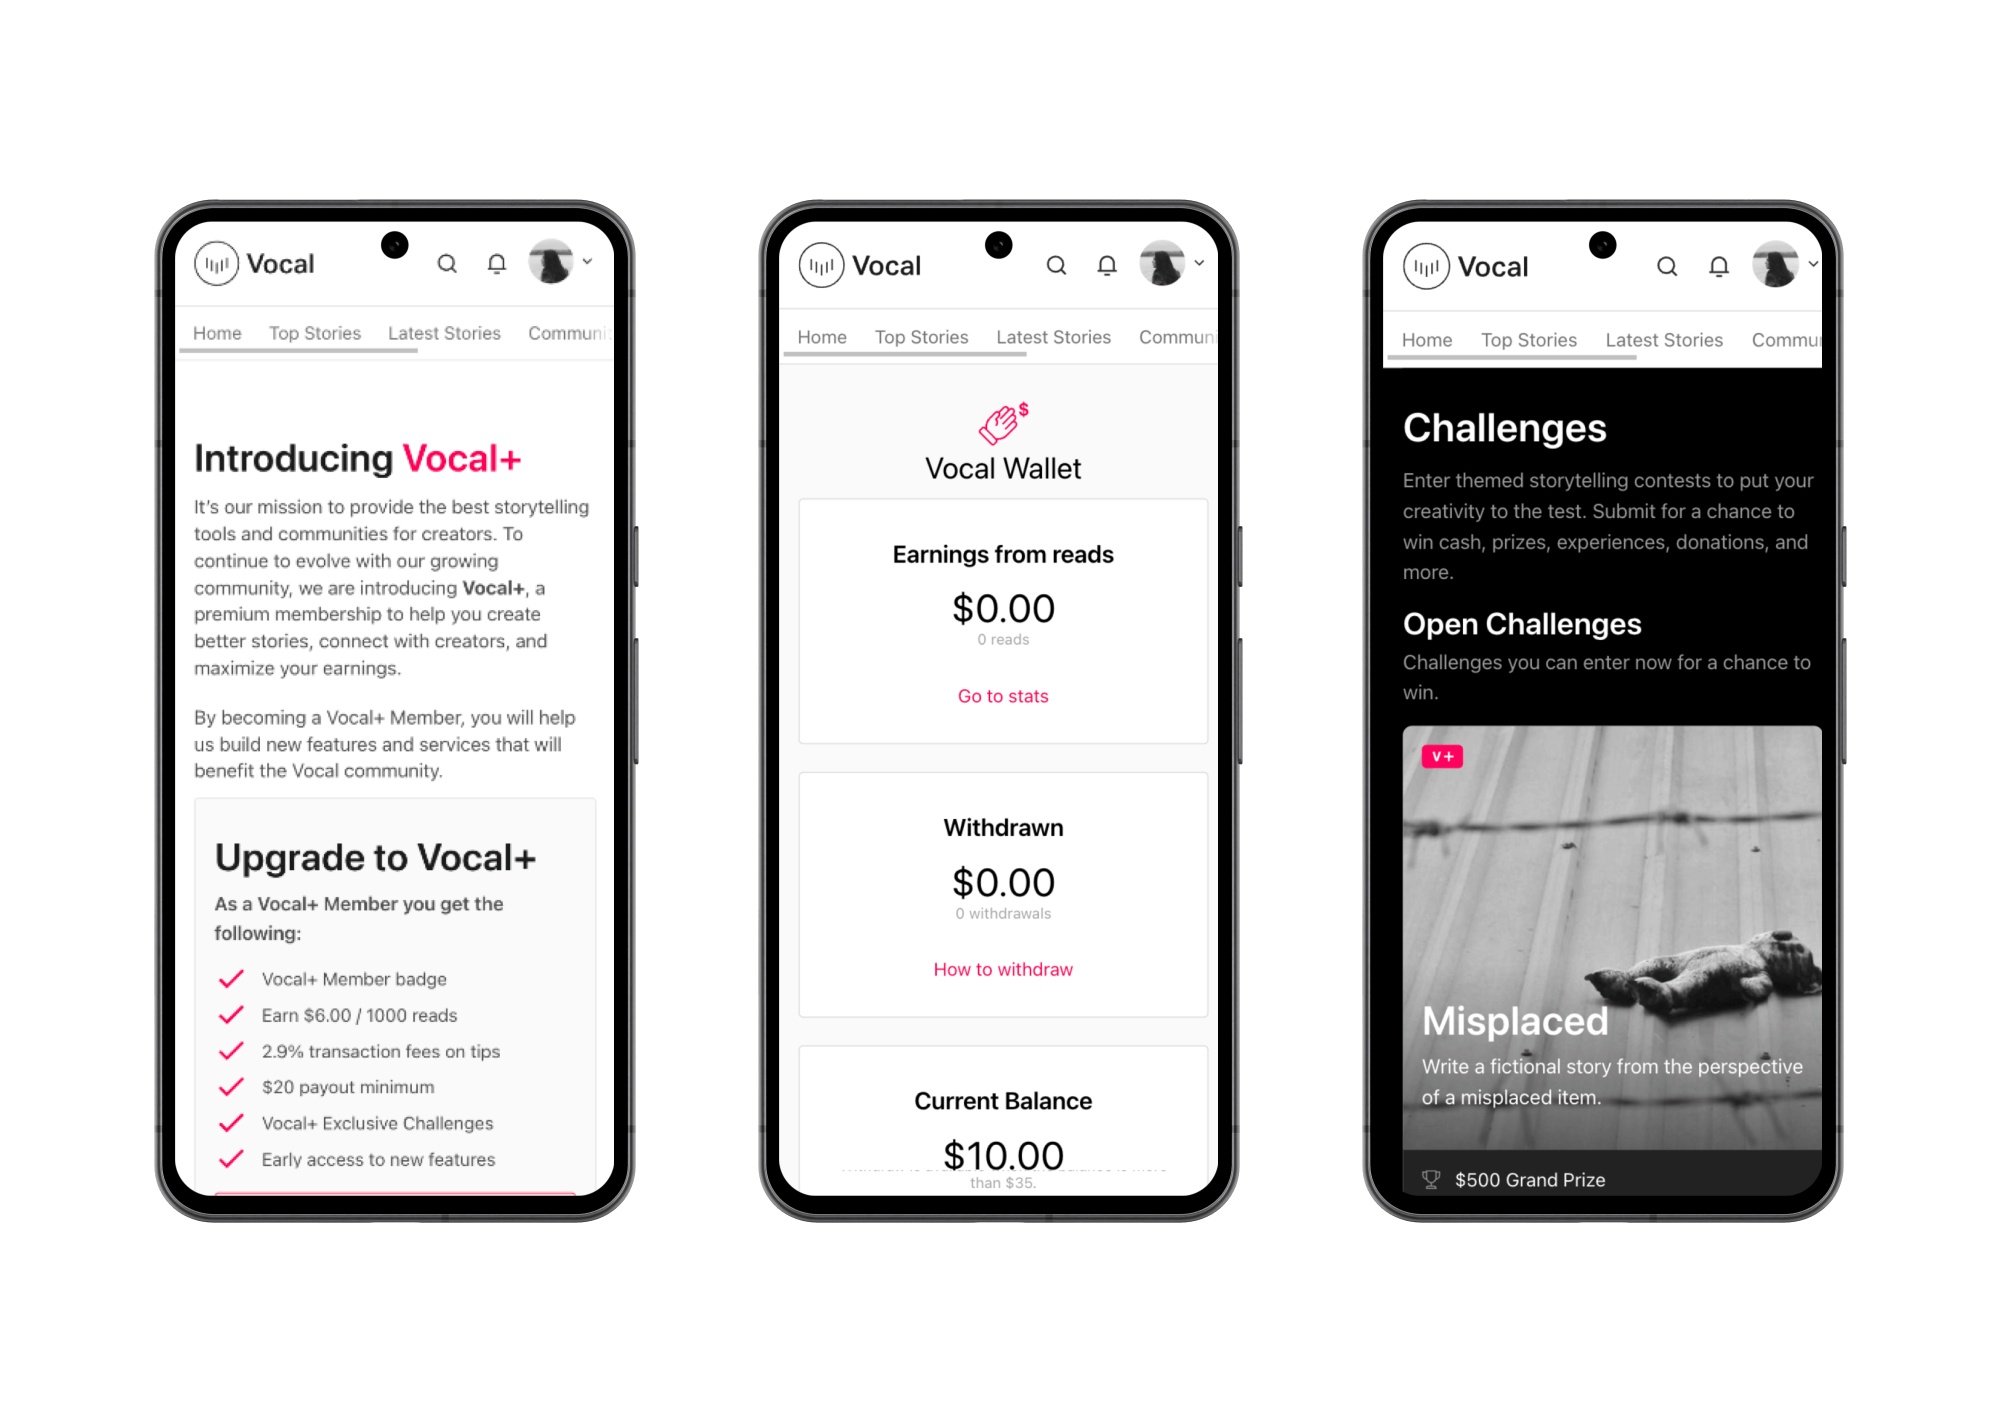 Vocal
Home Top Stories Latest Stories Communi
Introducing Vocal+
It's our mission to provide the best storytelling
tools and communities for creators. To
continue to evolve with our growing
community, we are introducing Vocal+, a
premium membership to help you create
better stories, connect with creators, and
maximize your earnings.
By becoming a Vocal+ Member, you will help
us build new features and services that will
benefit the Vocal community.
Upgrade to Vocal+
As a Vocal+ Member you get the
following:
Vocal+ Member badge
Earn $6.00 / 1000 reads
2.9% transaction fees on tips
$20 payout minimum
Vocal+ Exclusive Challenges
Early access to new features
Vocal
Home Top Stories Latest Stories Communi
$
Vocal Wallet
Earnings from reads
$0.00
0 reads
Go to stats
Withdrawn
$0.00
0 withdrawals
How to withdraw
Current Balance
$10.00
than $35.
Vocal
Home Top Stories Latest Stories Commu
Challenges
Enter themed storytelling contests to put your
creativity to the test. Submit for a chance to
win cash, prizes, experiences, donations, and
more.
Open Challenges
Challenges you can enter now for a chance to
win.
V+
Misplaced
Write a fictional story from the perspective
of a misplaced item.
$500 Grand Prize